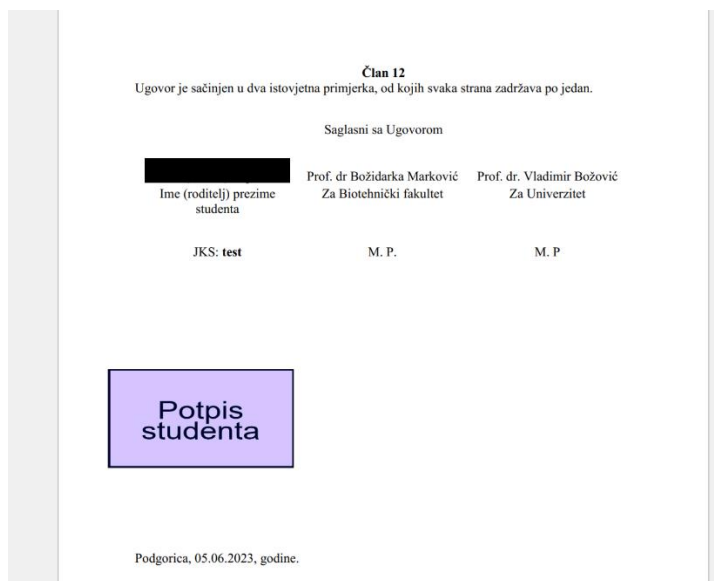 Član 12
Ugovor je sačinjen u dva istovjetna primjerka, od kojih svaka strana zadržava po jedan.
Saglasni sa Ugovorom
Prof. dr Božidarka Marković
Prof. dr. Vladimir Božović
Ime (roditelj) prezime
Za Biotehnički fakultet
Za Univerzitet
studenta
JKS: test
M. P.
M. P
Potpis
studenta
Podgorica, 05.06.2023, godine.